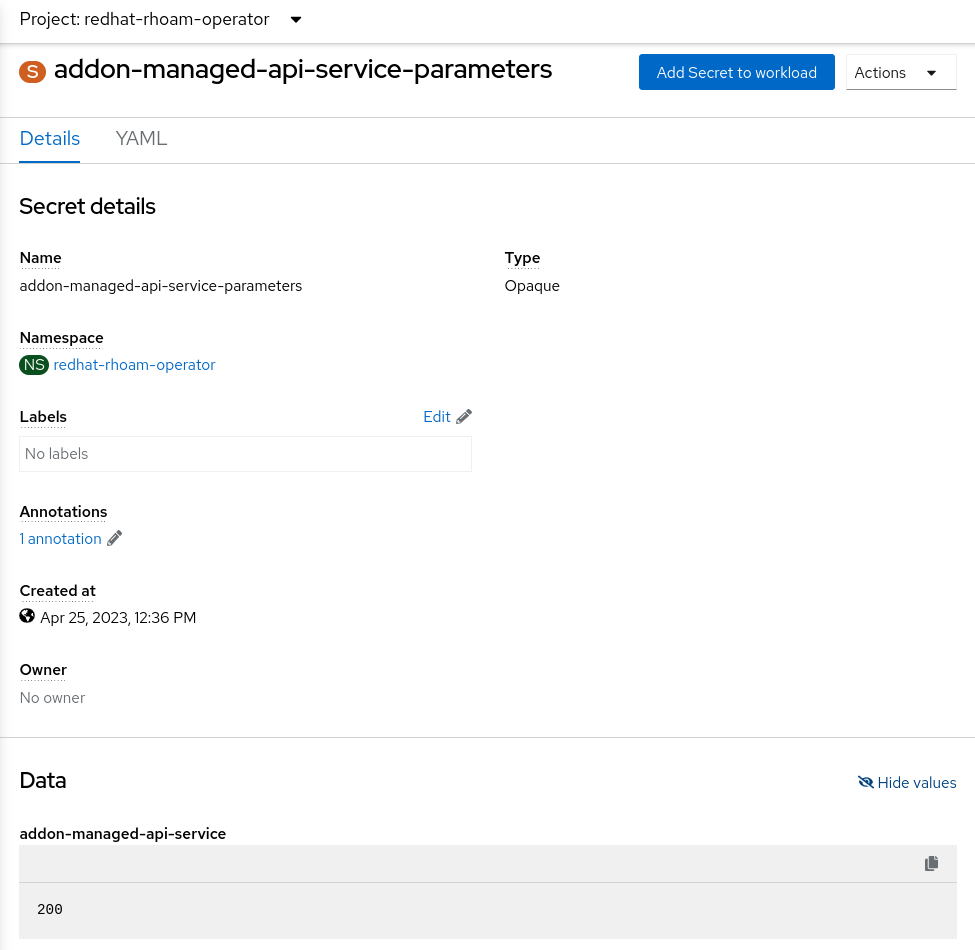 Project: redhat-rhoam-operator
S addon-managed-api-service-parameters
Add Secret to workload
Actions
Details
YAML
Secret details
Name
addon-managed-api-service-parameters
Type
Opaque
Namespace
NS redhat-rhoam-operator
Labels
Edit
No labels
Annotations
1 annotation
Created at
Apr 25, 2023, 12:36 PM
Owner
No owner
Data
Hide values
addon-managed-api-service
200